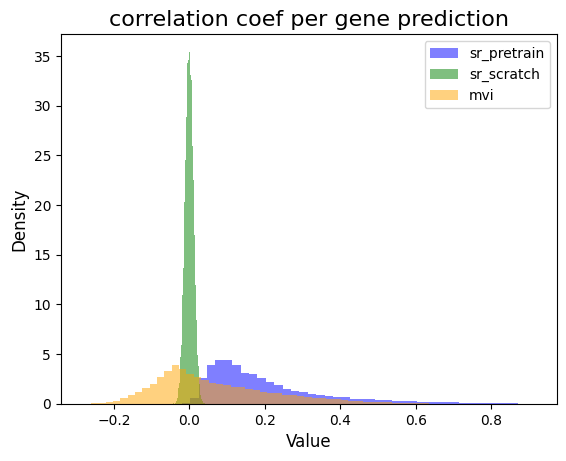 correlation coef per gene prediction
sr_pretrain
sr_scratch
mvi
Density
35
30
25
20
15
10
5
0
−0.2 0.0 0.2 0.4 0.6 0.8
Value